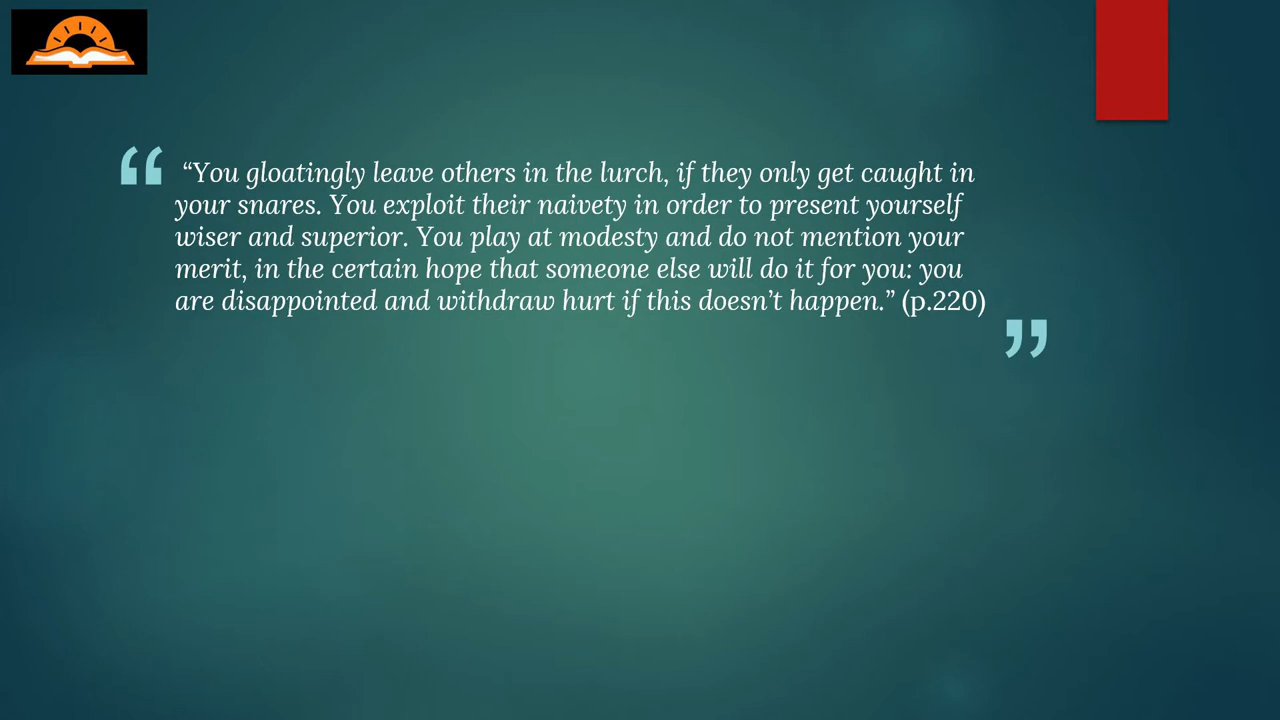 “You gloatingly leave others in the lurch, if they only get caught in
your snares. You exploit their naivety in order to present yourself
wiser and superior. You play at modesty and do not mention your
merit, in the certain hope that someone else will do it for you: you
are disappointed and withdraw hurt if this doesn’t happen.” (p.220)